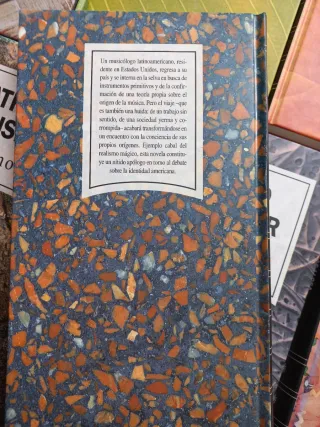 Un musicólogo latinoamericano, resi-
dente en Estados Unidos, regresa a su
país y se interna en la selva en busca de
instrumentos primitivos y de la confir-
mación de una teoría propia sobre el
origen de la música. Pero el viaje –que
es también una huida: de un trabajo sin
sentido, de una sociedad yerma y co-
rrompida– acabará transformándose en
un encuentro con la conciencia de sus
propios orígenes. Ejemplo cabal del
realismo mágico, esta novela constitu-
ye un nítido apólogo en torno al debate
sobre la identidad americana.